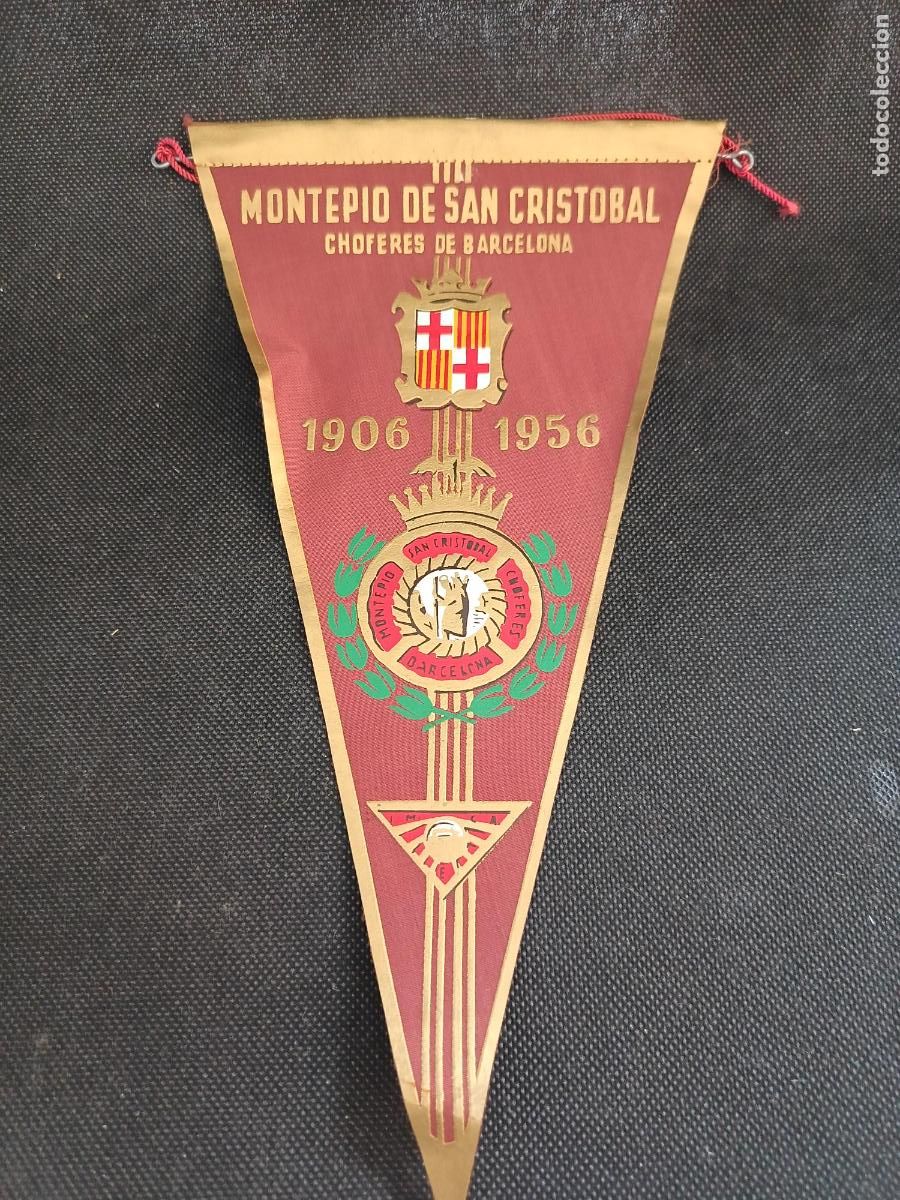 MONTEPIO DE SAN CRISTOBAL
CHOFERES DE BARCELONA
1906 1956
SAN CRISTOBAL
MONTEPIO
CHOFERES
BARCELONA
todocoleccion